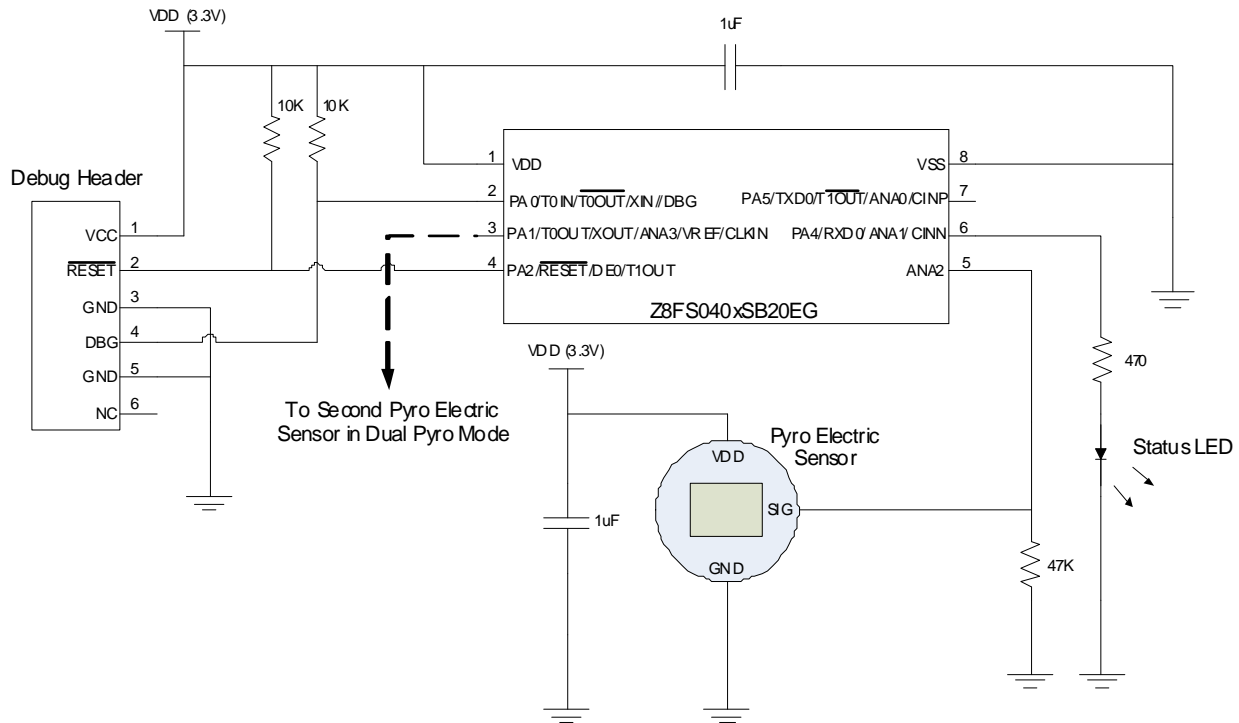 VDD (3.3V)
1uF
10K
10K
Debug Header
VCC
1
RESET
2
GND
3
DBG
4
GND
5
NC
6
1
VDD
2
PA0/T0IN/T0OUT/XIN//DBG
3
PA1/T0OUT/XOUT/ANA3/VREF/CLKIN
4
PA2/RESET/DE0/T1OUT
VSS
8
PA5/TXD0/T1OUT/ANA0/CINP
7
PA4/RXD0/ANA1/CINN
6
ANA2
5
Z8FS040xSB20EG
To Second Pyro Electric
Sensor in Dual Pyro Mode
VDD (3.3V)
1uF
Pyro Electric
Sensor
VDD
SIG
GND
47K
470
Status LED